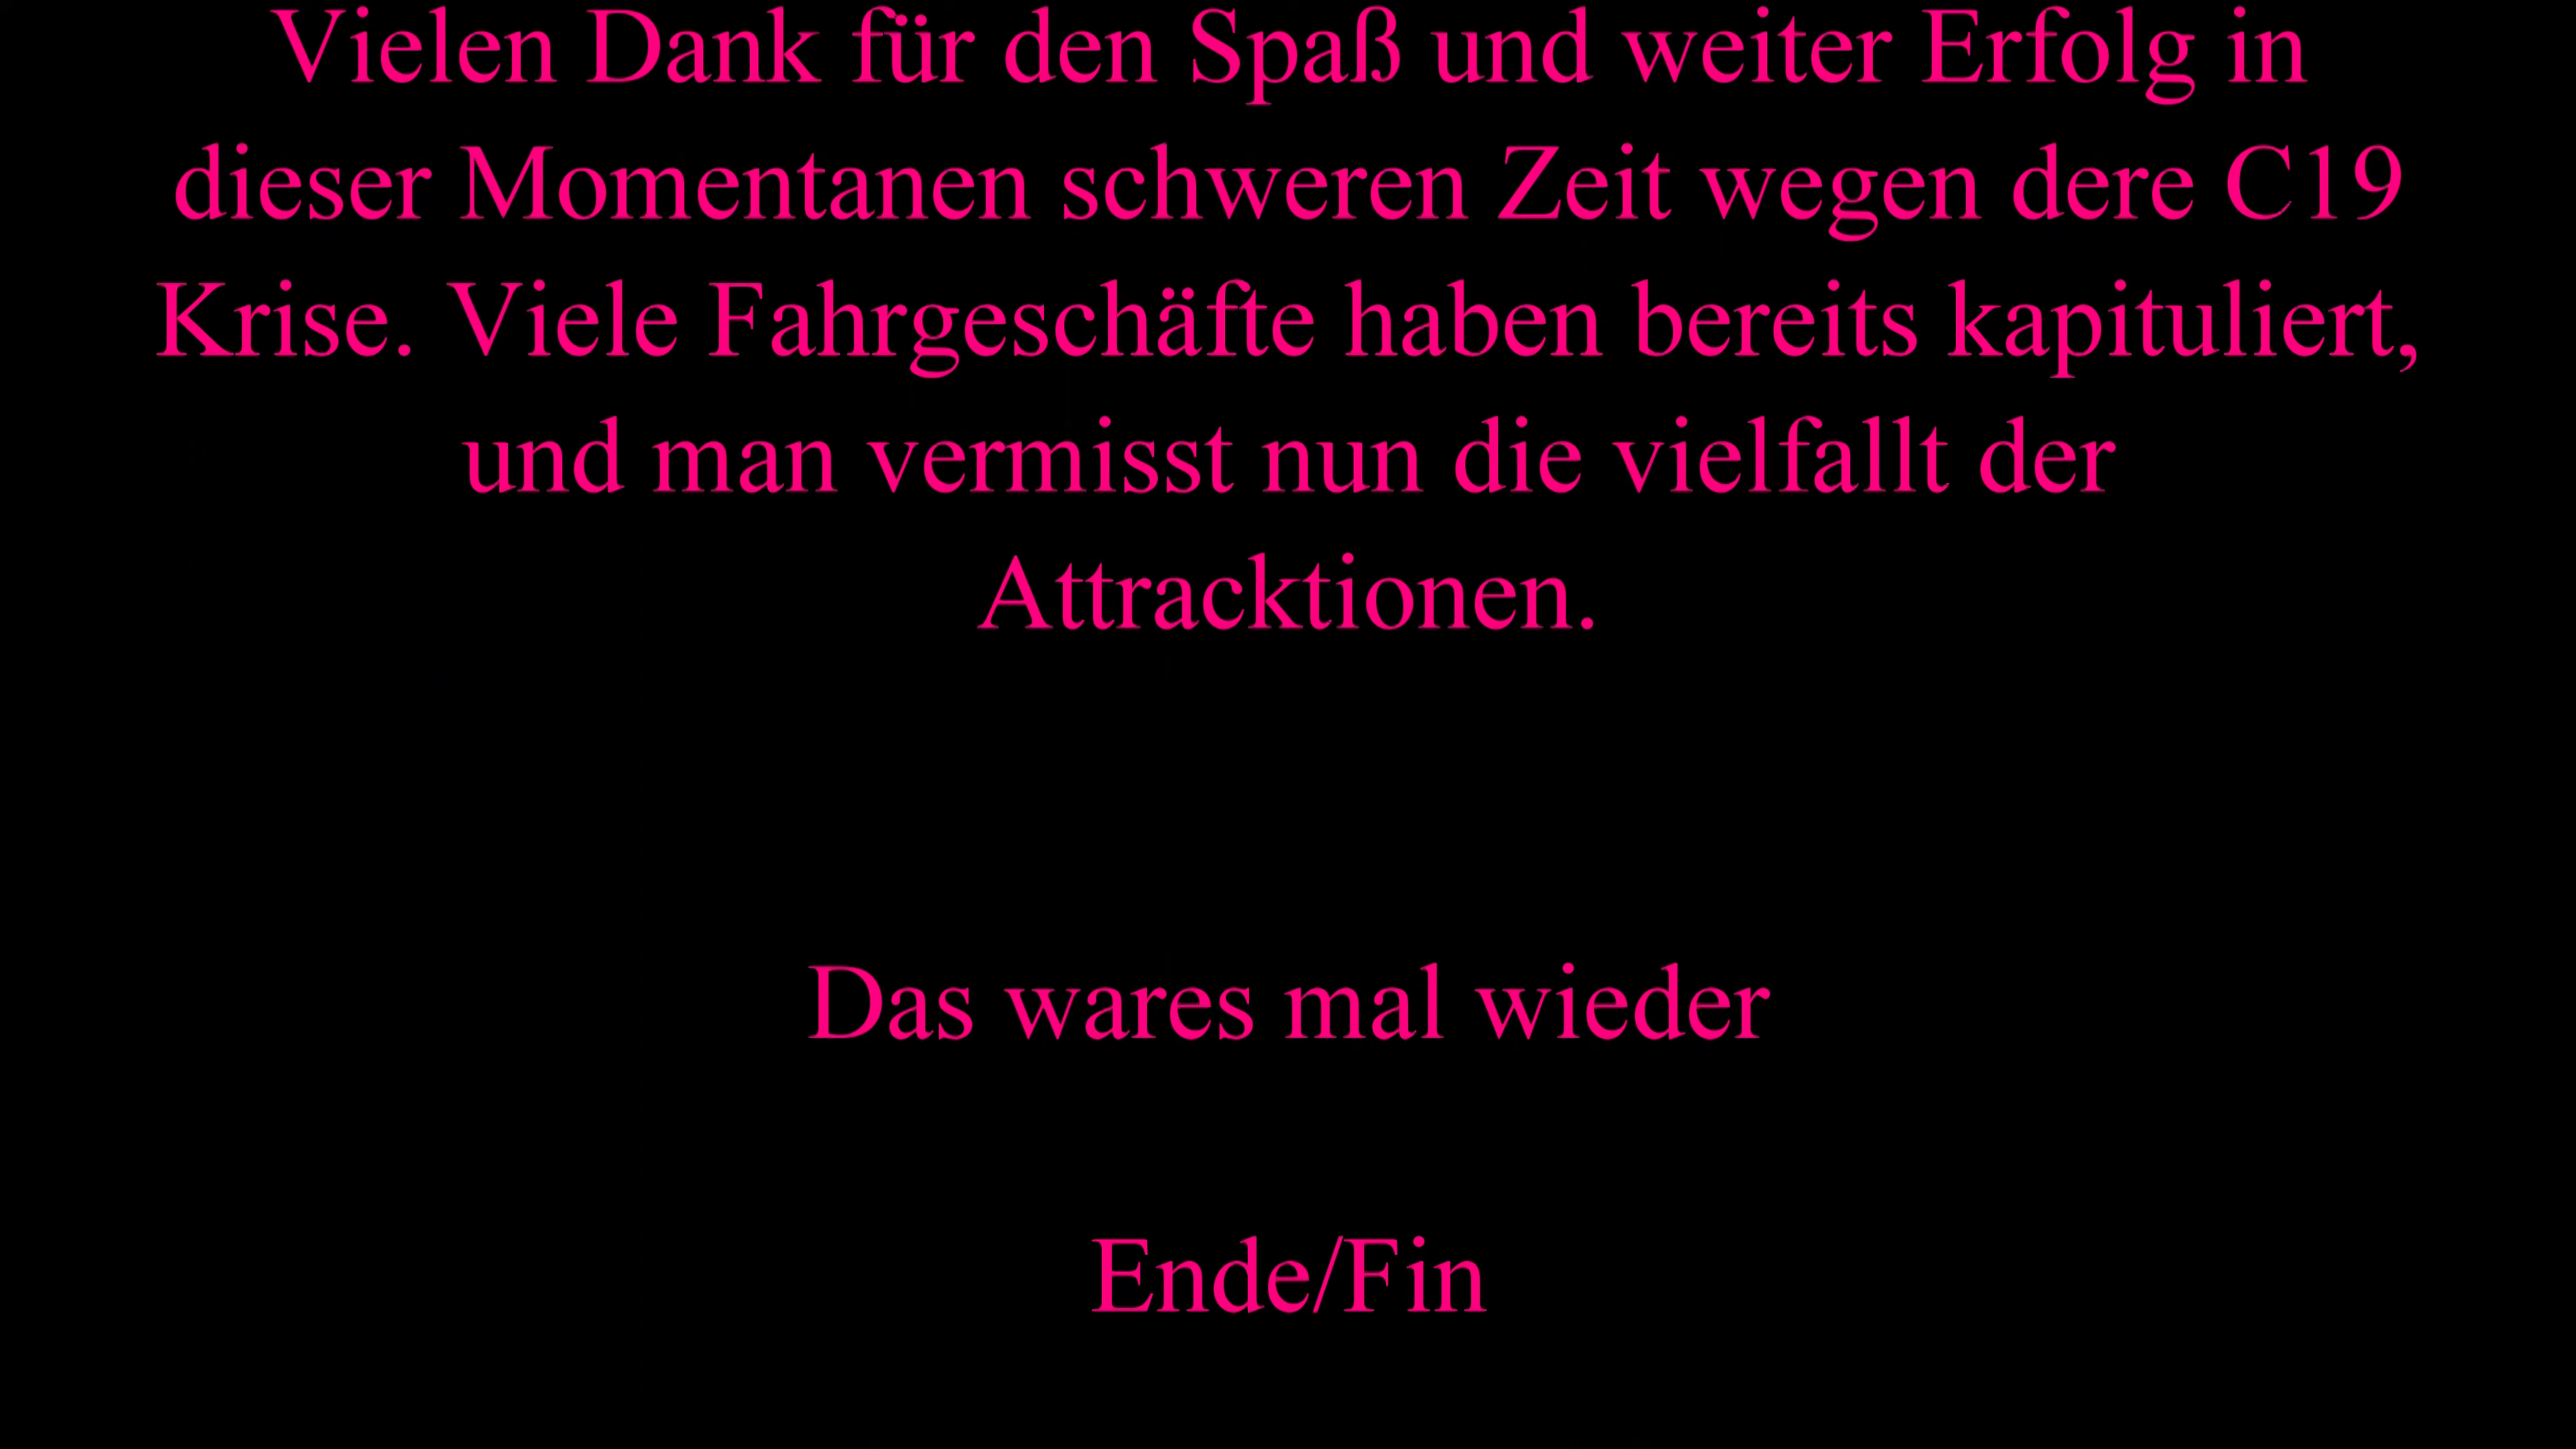 Vielen Dank für den Spaß und weiter Erfolg in
dieser Momentanen schweren Zeit wegen dere C19
Krise. Viele Fahrgeschäfte haben bereits kapituliert,
und man vermisst nun die vielfallt der
Attracktionen.
Das wares mal wieder
Ende/Fin